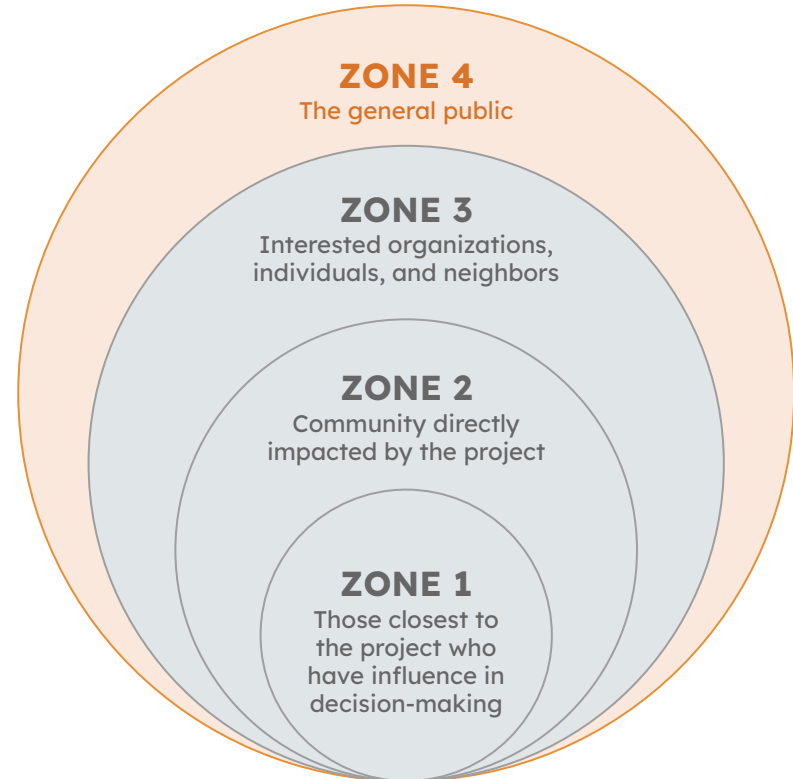 ZONE 4
The general public
ZONE 3
Interested organizations,
individuals, and neighbors
ZONE 2
Community directly
impacted by the project
ZONE 1
Those closest to
the project who
have influence in
decision-making